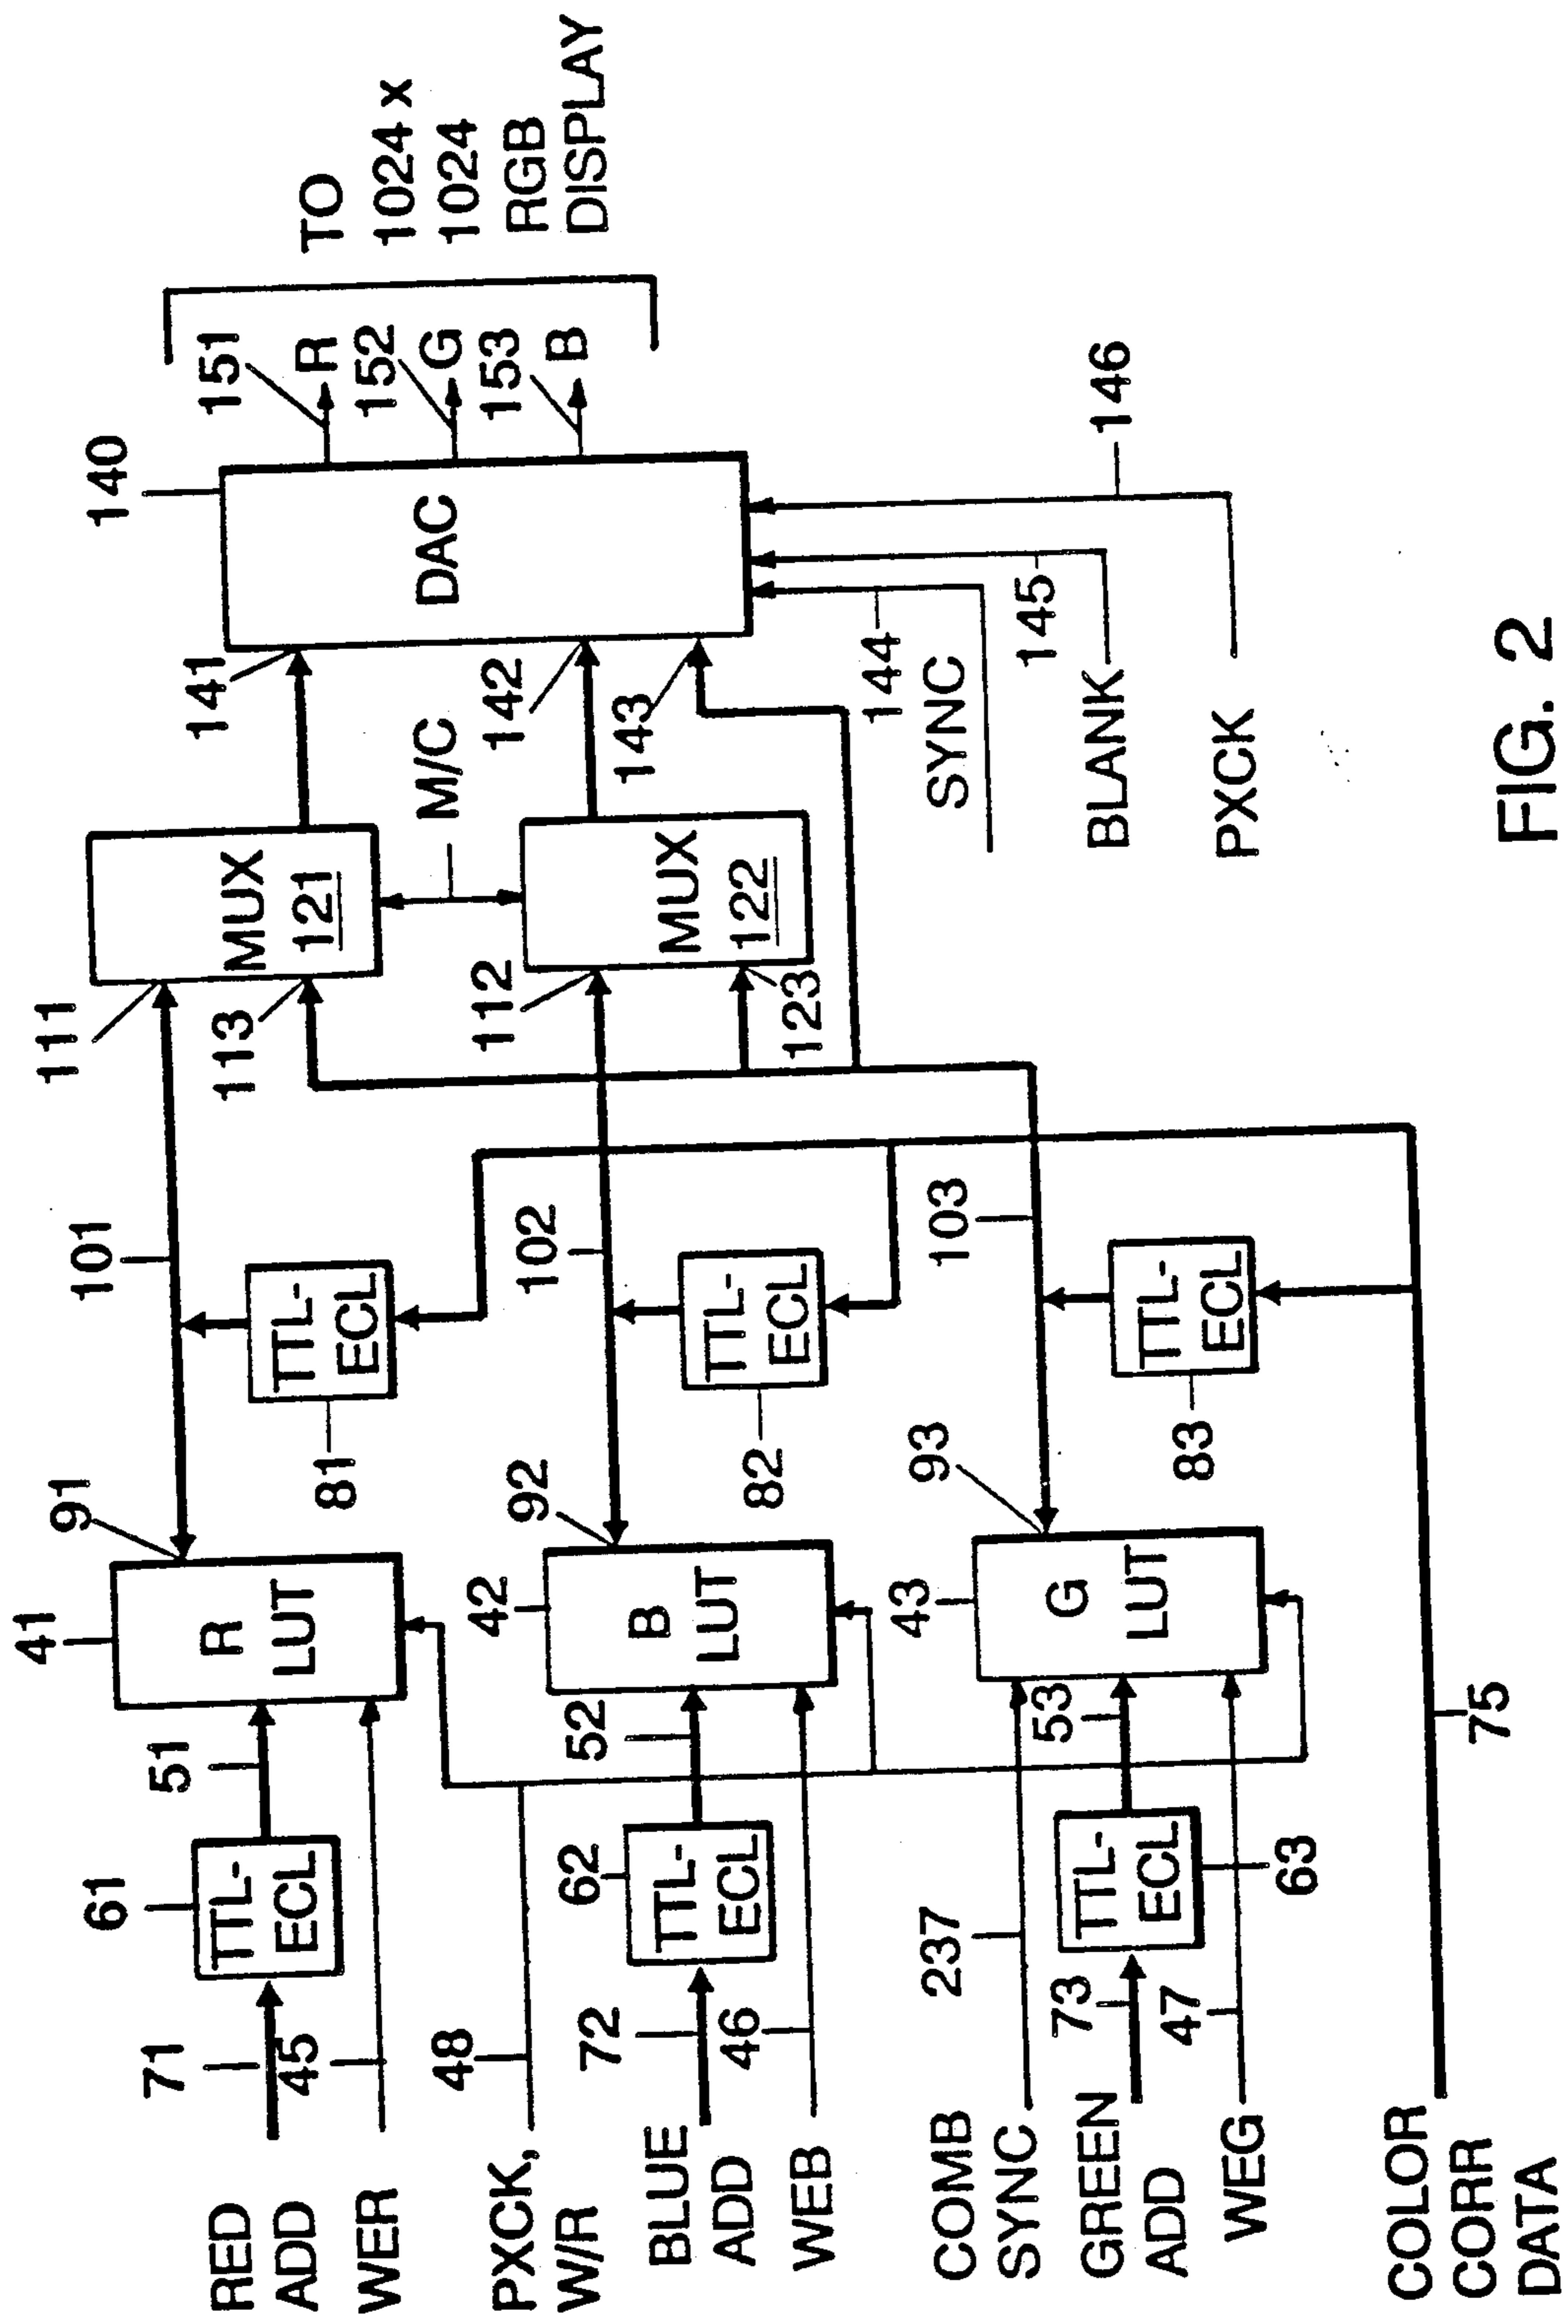 RED
ADD
WER
PXCK,
W/R
BLUE
ADD
WEB
COMB
SYNC
GREEN
ADD
WEG
COLOR
CORR
DATA
71
45
48
72
46
237
73
47
75
61
TTL-
ECL
62
TTL-
ECL
63
TTL-
ECL
51
52
53
41
R
LUT
42
B
LUT
43
G
LUT
91
92
93
81
TTL-
ECL
82
TTL-
ECL
83
TTL-
ECL
101
102
103
111
113
112
123
MUX
121
MUX
122
M/C
141
142
143
144
SYNC
145
BLANK
PXCK
146
140
DAC
151
R
152
G
153
B
TO
1024 x
1024
RGB
DISPLAY
FIG. 2